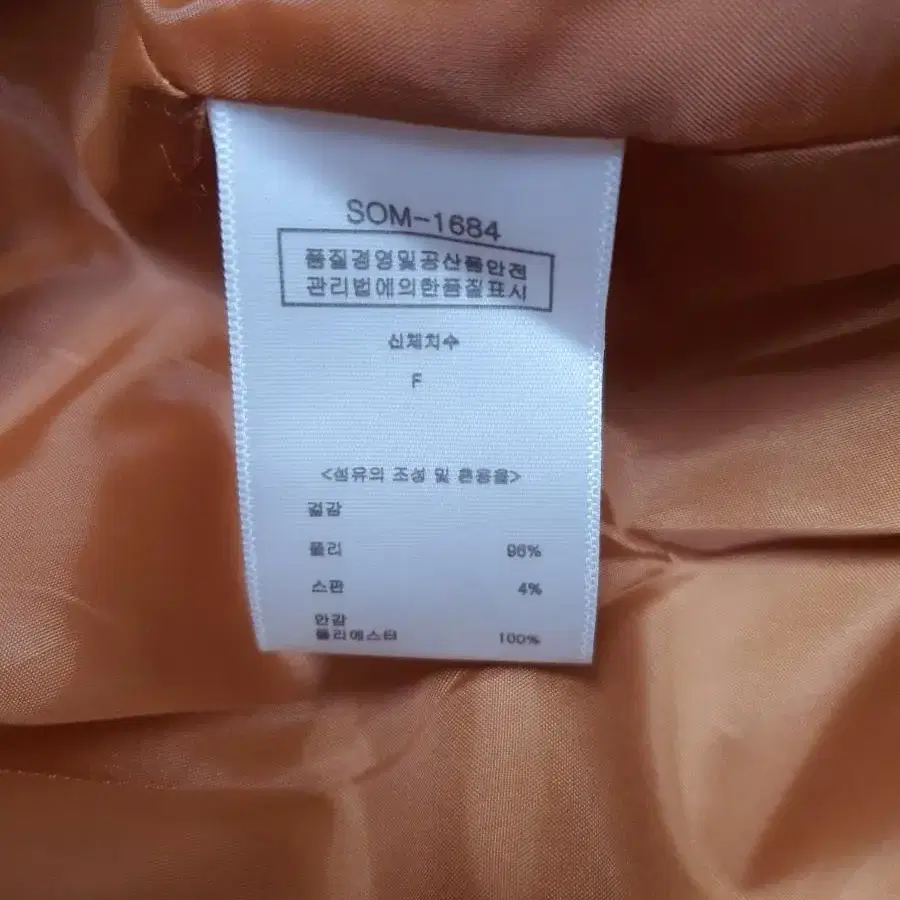 SOM-1684
품질경영및공산품안전
관리법에의한품질표시
신체치수
F
<섬유의 조성 및 혼용율>
겉감
폴리 96%
스판 4%
안감
폴리에스터 100%